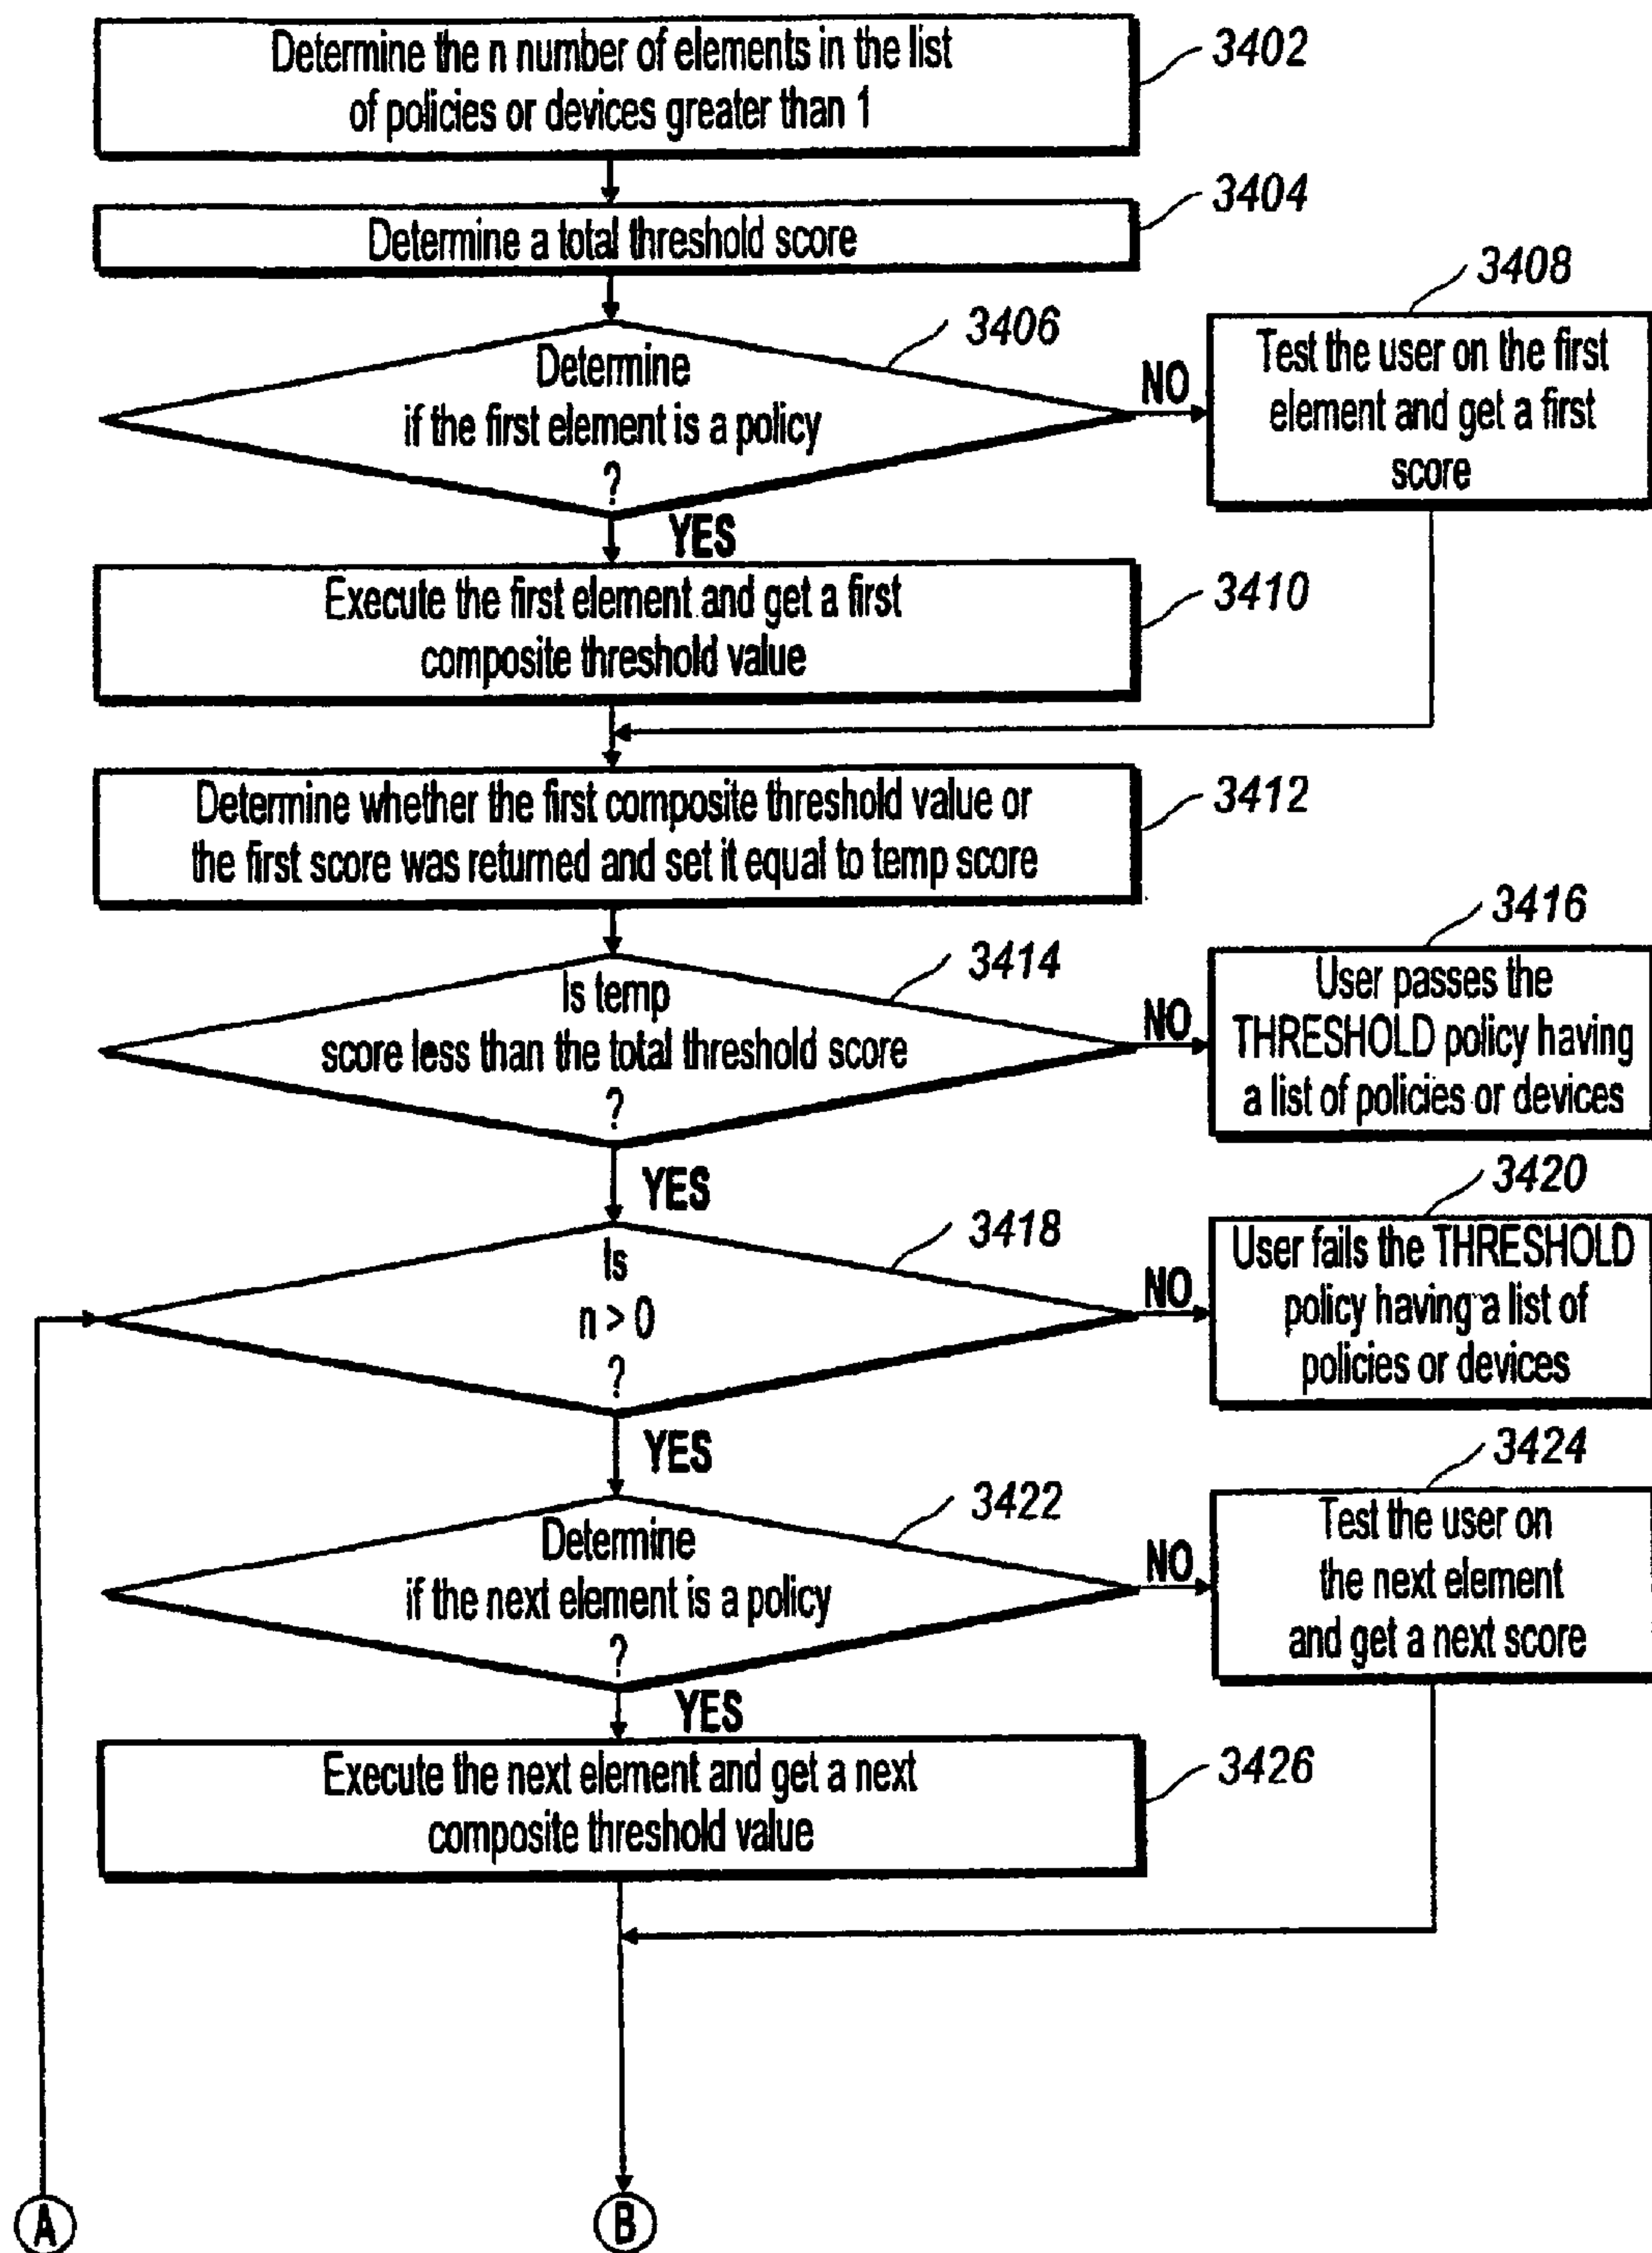 Determine the n number of elements in the list
of policies or devices greater than 1
3402
Determine a total threshold score
3404
Determine
if the first element is a policy
?
3406
NO
YES
Test the user on the first
element and get a first
score
3408
Execute the first element and get a first
composite threshold value
3410
Determine whether the first composite threshold value or
the first score was returned and set it equal to temp score
3412
Is temp
score less than the total threshold score
?
3414
NO
YES
User passes the
THRESHOLD policy having
a list of policies or devices
3416
Is
n > 0
?
3418
NO
YES
User fails the THRESHOLD
policy having a list of
policies or devices
3420
Determine
if the next element is a policy
?
3422
NO
YES
Test the user on
the next element
and get a next score
3424
Execute the next element and get a next
composite threshold value
3426
A
B